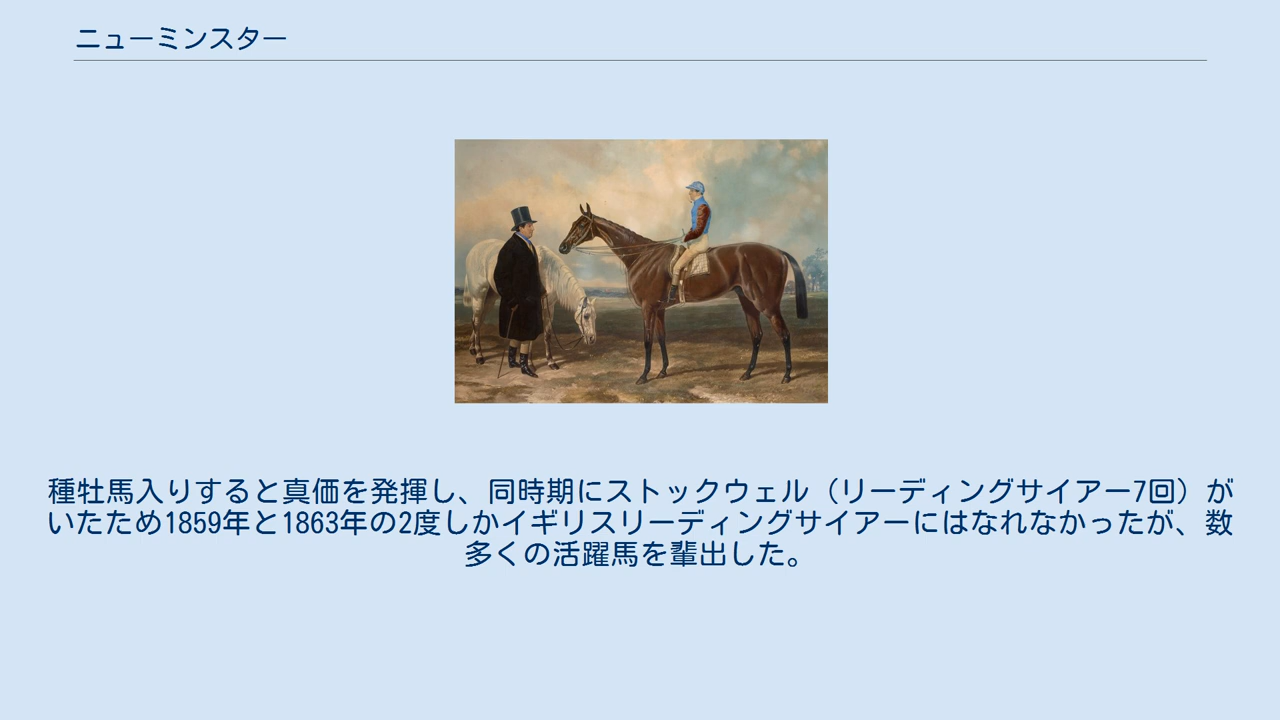 ニューミンスター
種牡馬入りすると真価を発揮し、同時期にストックウェル（リーディングサイアー7回）が
いたため1859年と1863年の2度しかイギリスリーディングサイアーにはなれなかったが、数
多くの活躍馬を輩出した。